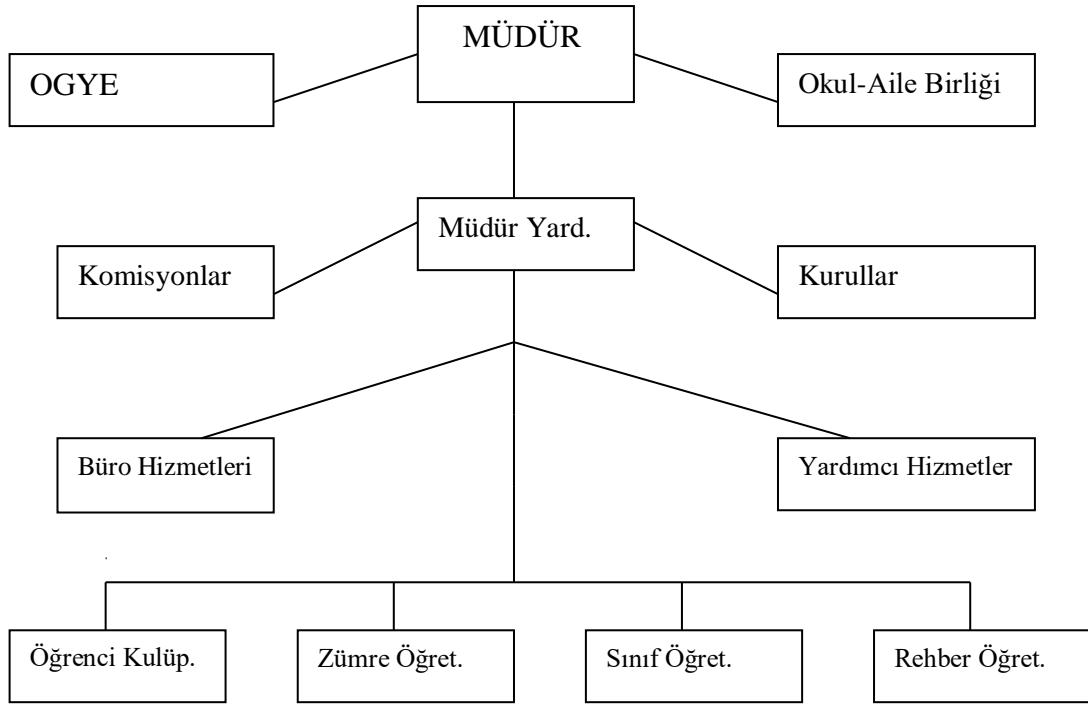 MÜDÜR
OGYE
Okul-Aile Birliği
Müdür Yard.
Komisyonlar
Kurullar
Büro Hizmetleri
Yardımcı Hizmetler
Öğrenci Kulüp.
Zümre Öğret.
Sınıf Öğret.
Rehber Öğret.